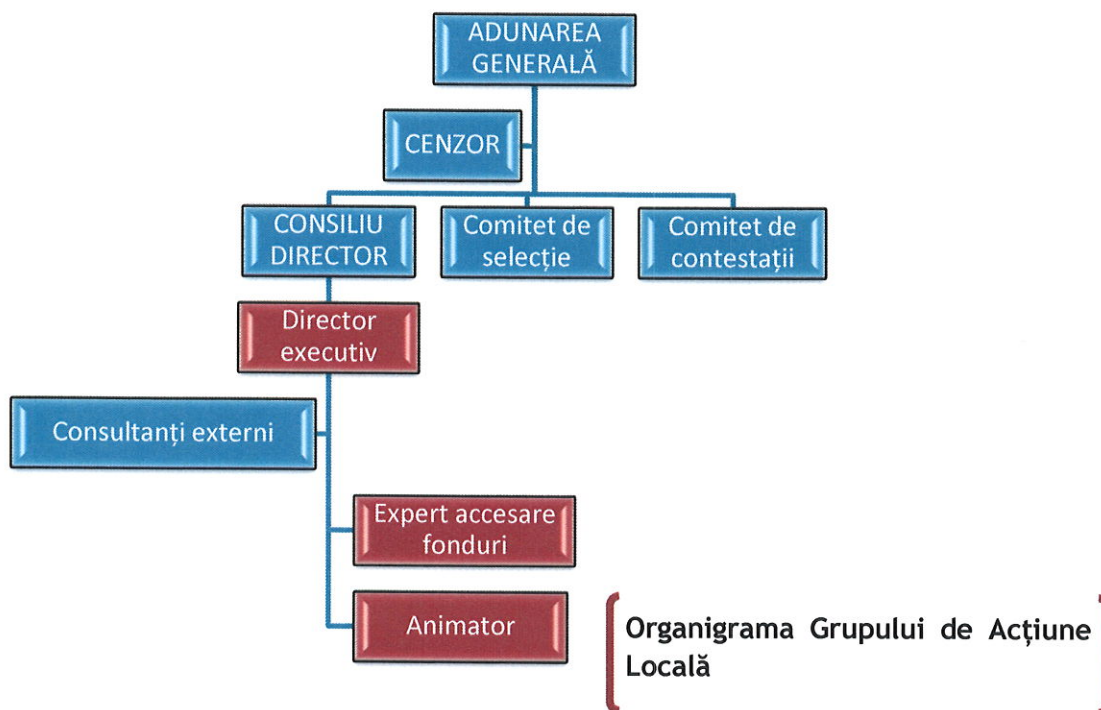 ADUNAREA
GENERALĂ
CENZOR
CONSILIU
DIRECTOR
Comitet de
selecție
Comitet de
contestații
Director
executiv
Consultanți externi
Expert accesare
fonduri
Animator
Organigrama Grupului de Acțiune
Locală